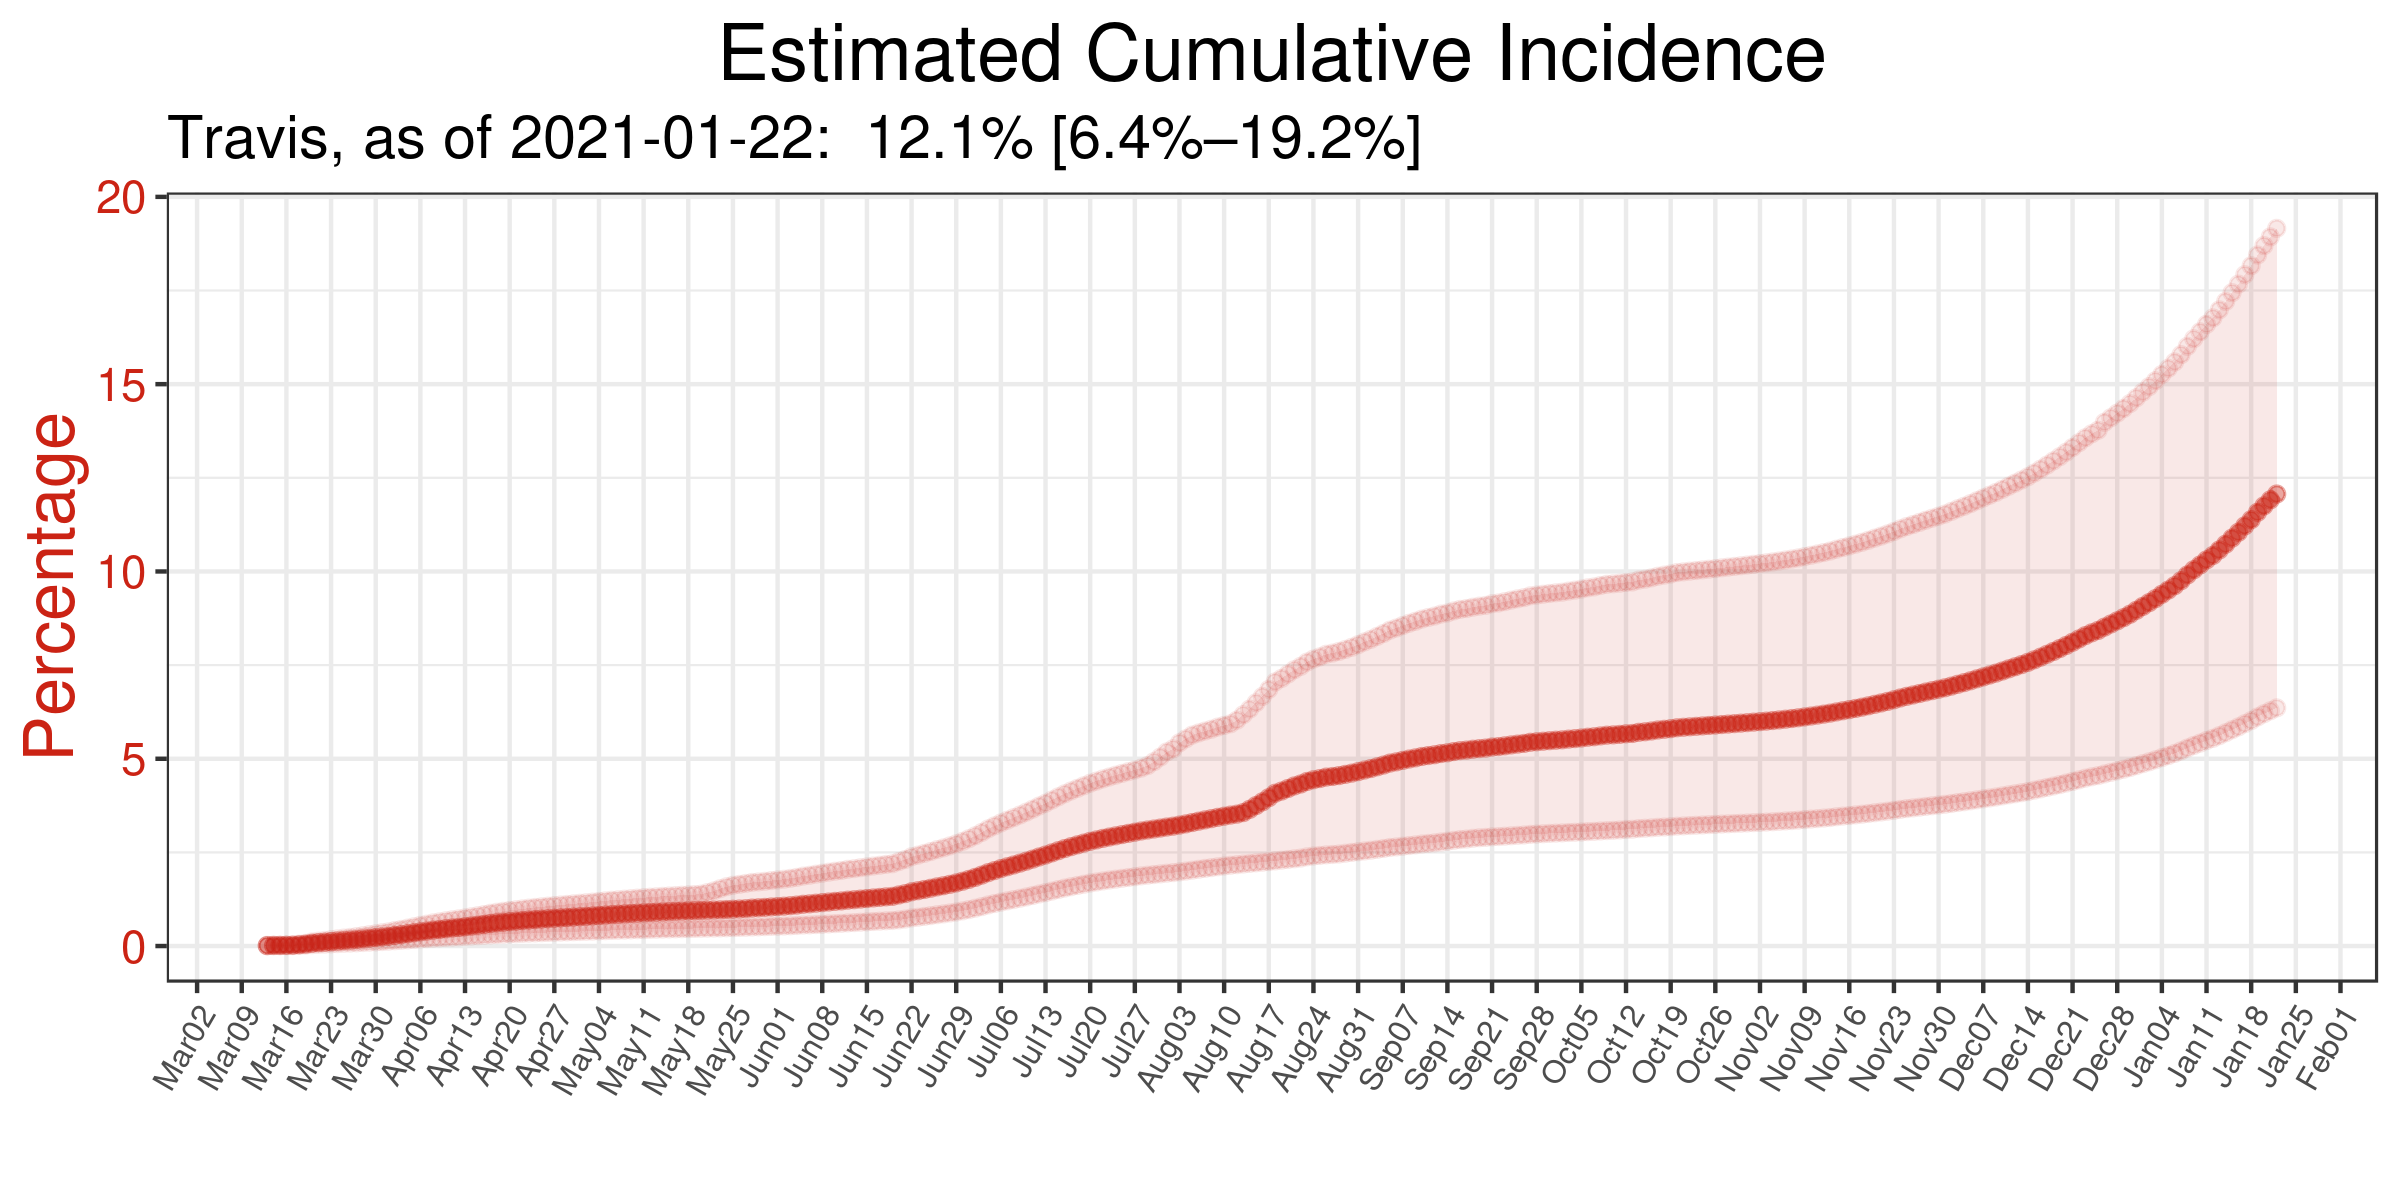 Estimated Cumulative Incidence
Travis, as of 2021-01-22:  12.1% [6.4%–19.2%]
Percentage
20
15
10
5
0
Mar02
Mar09
Mar16
Mar23
Mar30
Apr06
Apr13
Apr20
Apr27
May04
May11
May18
May25
Jun01
Jun08
Jun15
Jun22
Jun29
Jul06
Jul13
Jul20
Jul27
Aug03
Aug10
Aug17
Aug24
Aug31
Sep07
Sep14
Sep21
Sep28
Oct05
Oct12
Oct19
Oct26
Nov02
Nov09
Nov16
Nov23
Nov30
Dec07
Dec14
Dec21
Dec28
Jan04
Jan11
Jan18
Jan25
Feb01